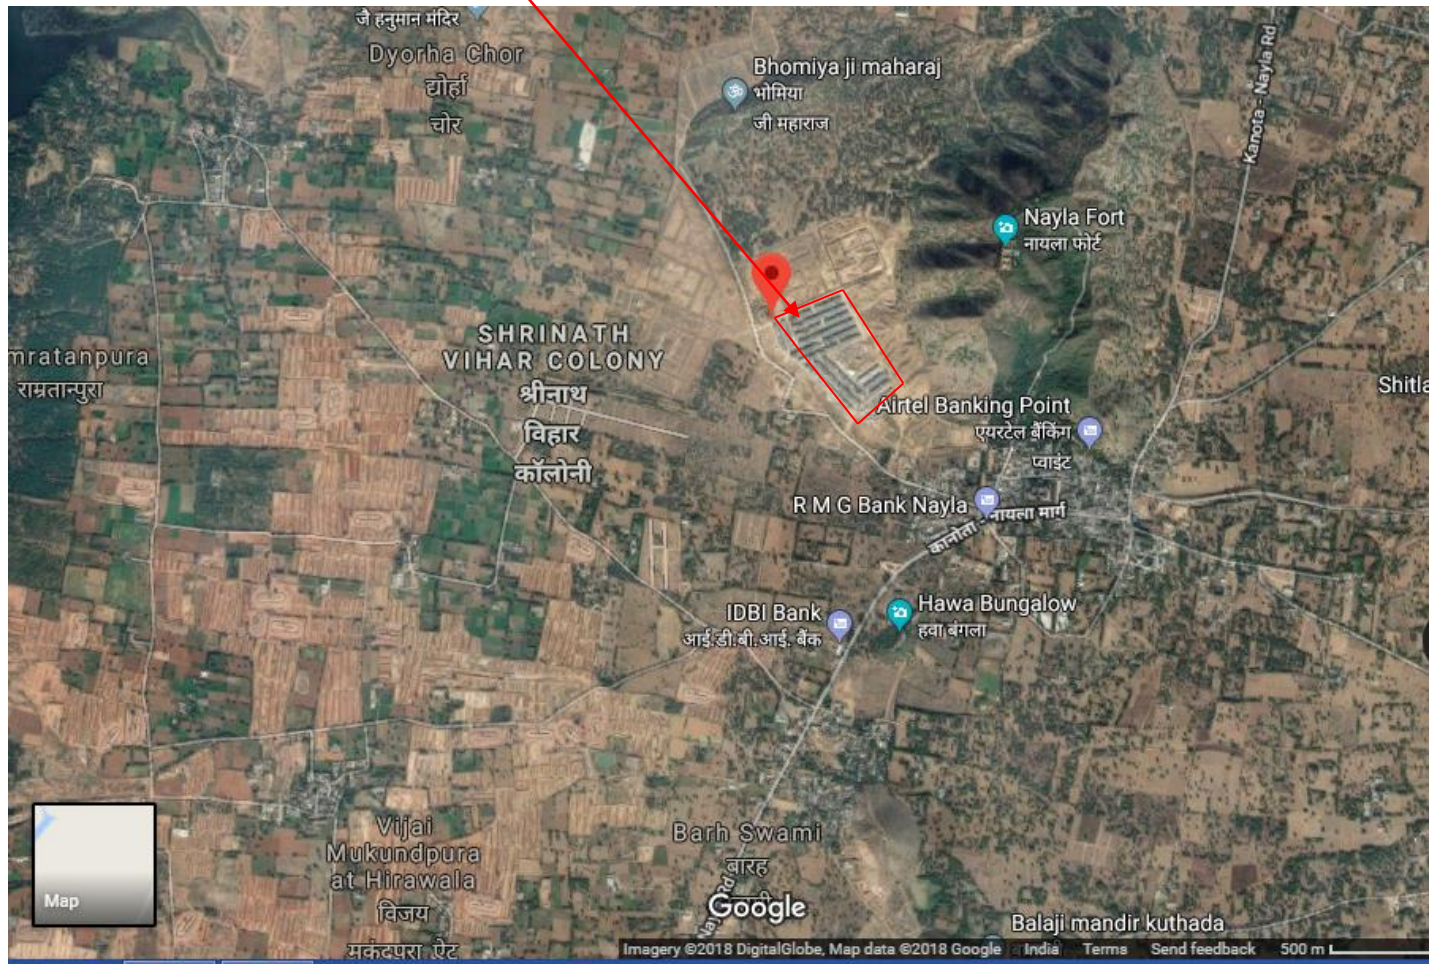 जै हनुमान मंदिर
Dyorha Chor
द्योर्हा
चोर
Bhomiya ji maharaj
भोमिया
जी महाराज
Kanota - Nayla Rd
Nayla Fort
नायला फोर्ट
SHRINATH
VIHAR COLONY
श्रीनाथ
विहार
कॉलोनी
mratanpura
राम्रतान्पुरा
Shitla
Airtel Banking Point
एयरटेल बैंकिंग
प्वाइंट
R M G Bank Nayla
कानोता - नायला मार्ग
IDBI Bank
आई.डी.बी.आई. बैंक
Hawa Bungalow
हवा बंगला
Vijai
Mukundpura
at Hirawala
विजय
मुकंदपुरा ऐट
Barh Swami
बारह
Rd
Map
Google
Balaji mandir kuthada
Imagery ©2018 DigitalGlobe, Map data ©2018 Google India Terms Send feedback 500 m